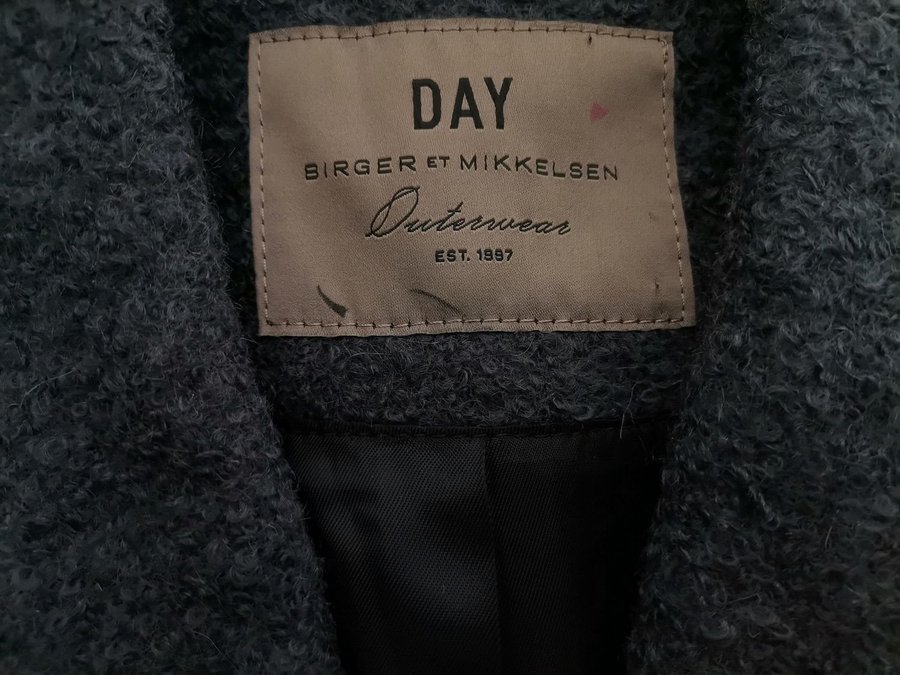 DAY
BIRGER ET MIKKELSEN
Outerwear
EST. 1997